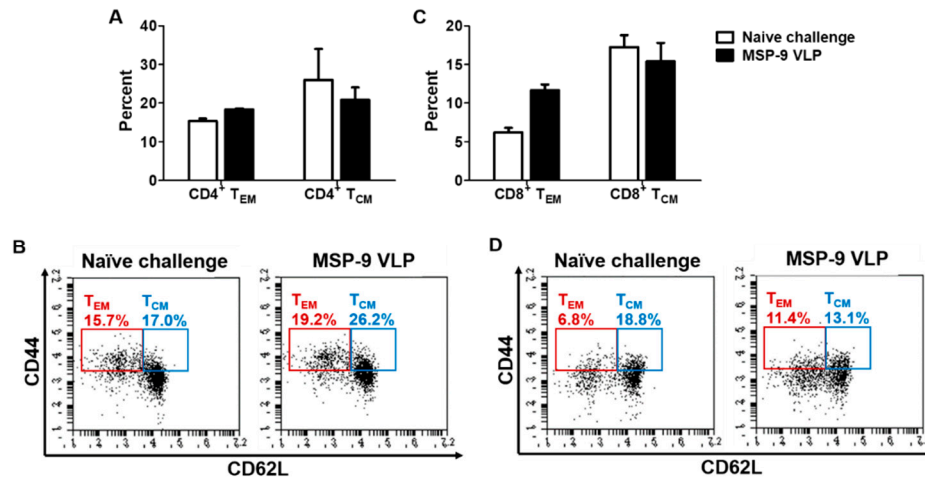 A
Percent
40
30
20
10
0
CD4+ TEM
CD4+ TCM
C
Percent
20
15
10
5
0
CD8+ TEM
CD8+ TCM
Naive challenge
MSP-9 VLP
B
Naïve challenge
MSP-9 VLP
TEM
15.7%
TCM
17.0%
TEM
19.2%
TCM
26.2%
CD44
CD62L
D
Naïve challenge
MSP-9 VLP
TEM
6.8%
TCM
18.8%
TEM
11.4%
TCM
13.1%
CD44
CD62L